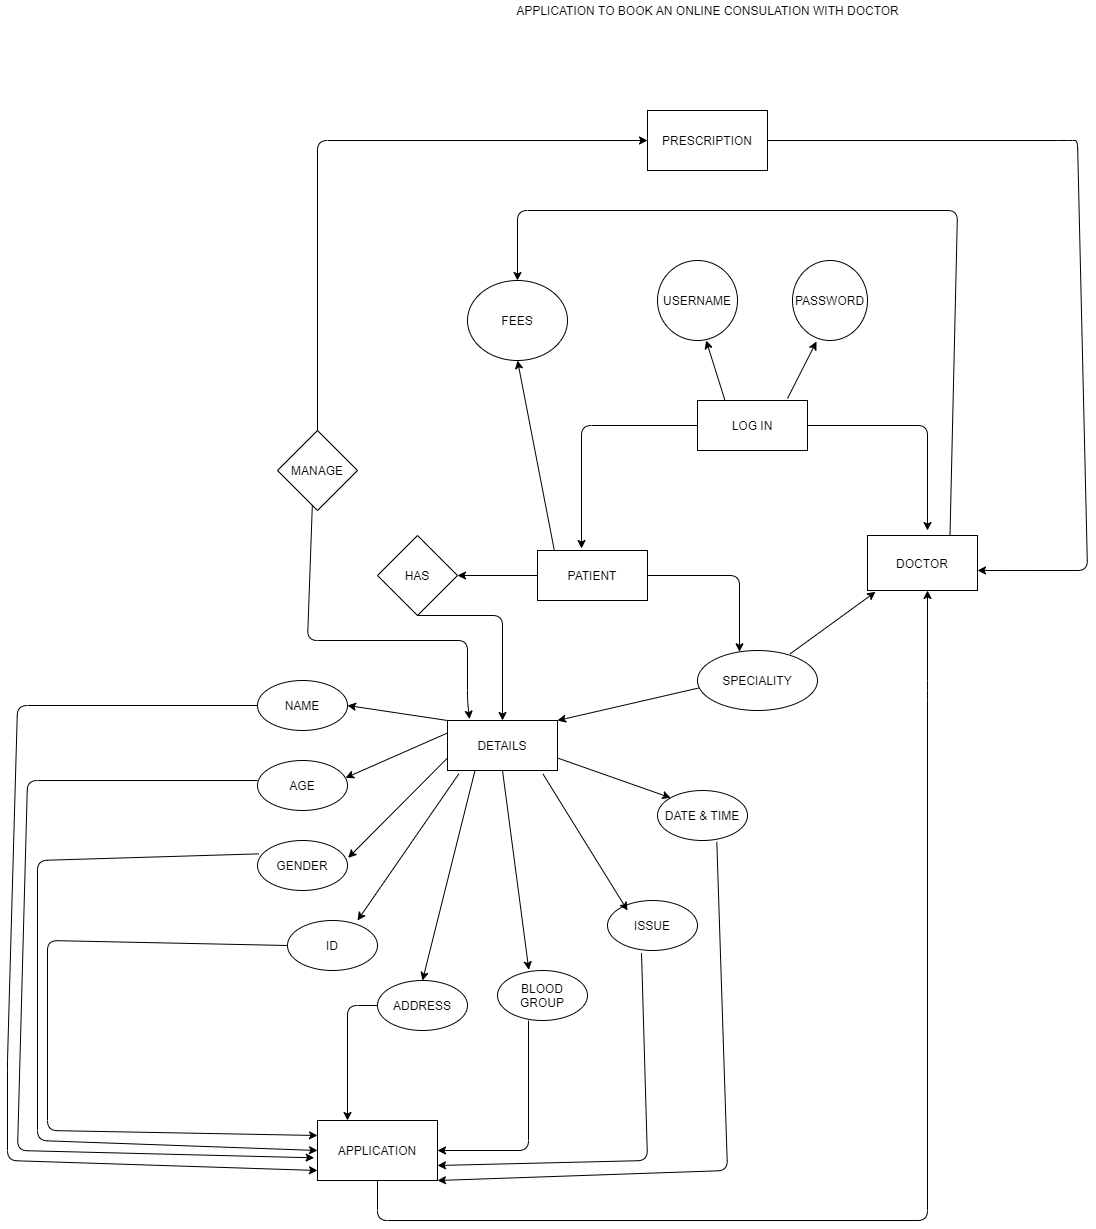 APPLICATION TO BOOK AN ONLINE CONSULATION WITH DOCTOR
PRESCRIPTION
FEES
USERNAME
PASSWORD
LOG IN
MANAGE
HAS
PATIENT
DOCTOR
SPECIALITY
NAME
DETAILS
AGE
DATE & TIME
GENDER
ID
ISSUE
ADDRESS
BLOOD
GROUP
APPLICATION